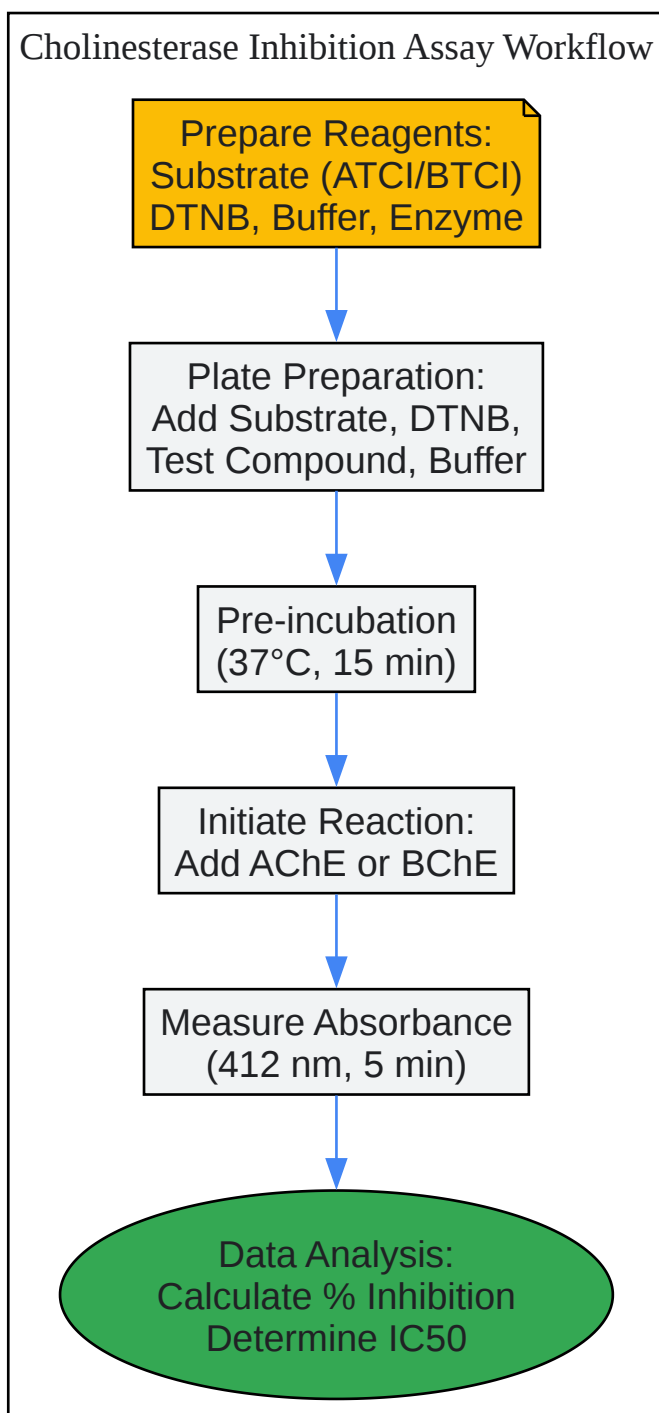 Cholinesterase Inhibition Assay Workflow
Prepare Reagents:
Substrate (ATCI/BTCI)
DTNB, Buffer, Enzyme
Plate Preparation:
Add Substrate, DTNB,
Test Compound, Buffer
Pre-incubation
(37°C, 15 min)
Initiate Reaction:
Add AChE or BChE
Measure Absorbance
(412 nm, 5 min)
Data Analysis:
Calculate % Inhibition
Determine IC50